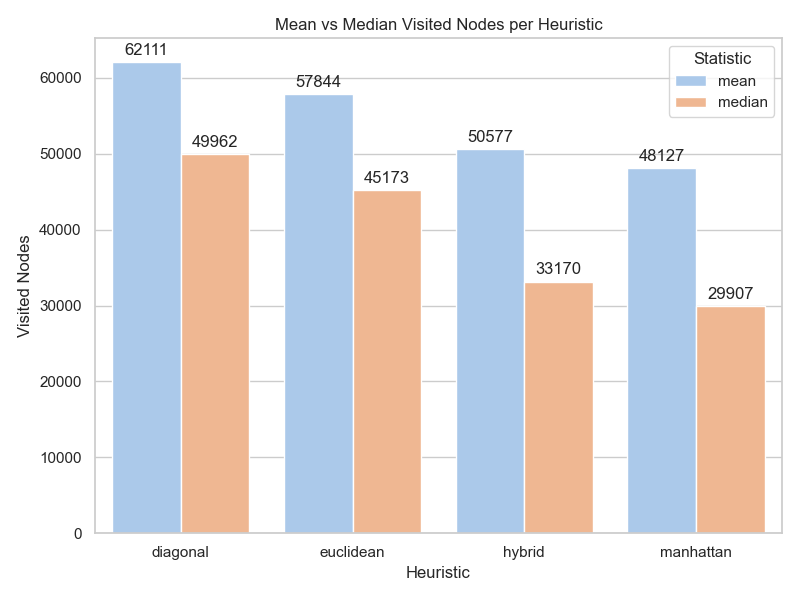 Mean vs Median Visited Nodes per Heuristic
Statistic
mean
median
62111
57844
50577
48127
49962
45173
33170
29907
60000
50000
40000
30000
20000
10000
0
Visited Nodes
diagonal
euclidean
hybrid
manhattan
Heuristic